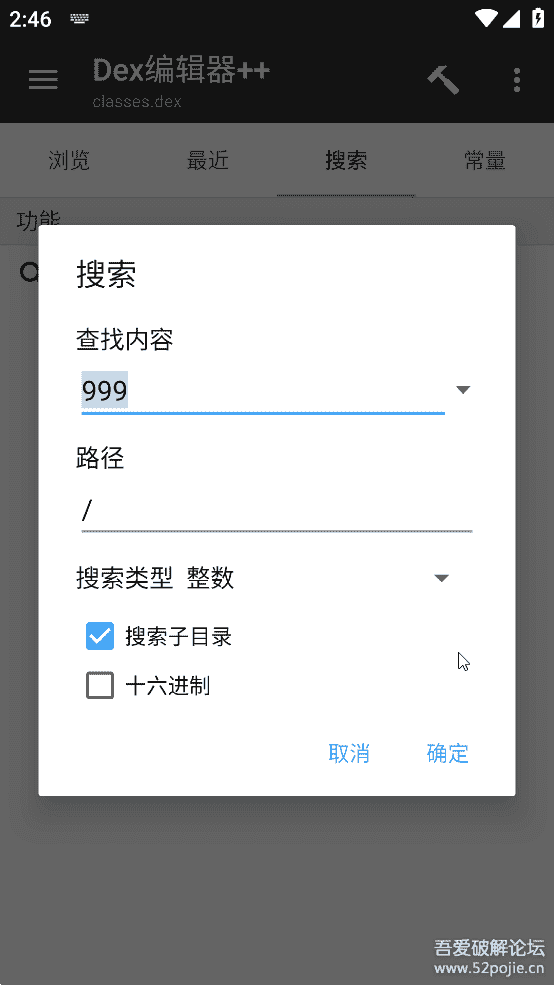 2:46
Dex编辑器++
classes.dex
浏览 最近 搜索 常量
功能
搜索
查找内容
999
路径
/
搜索类型 整数
搜索子目录
十六进制
取消 确定
吾爱破解论坛
www.52pojie.cn